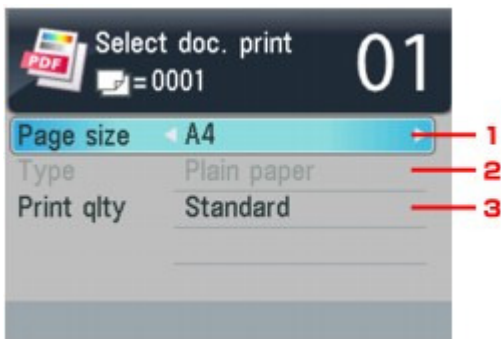 PDF Select doc. print
=0001 01
Page size A4 1
Type Plain paper 2
Print qlty Standard 3